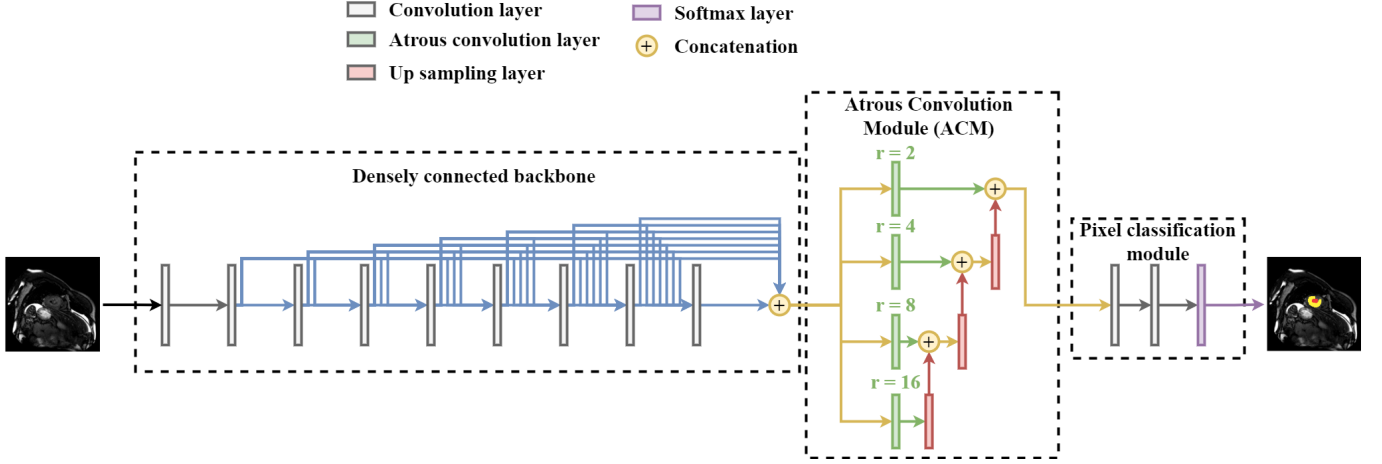 Convolution layer
Atrous convolution layer
Up sampling layer
Softmax layer
+ Concatenation
Densely connected backbone
+
Atrous Convolution
Module (ACM)
r = 2
+
r = 4
+
r = 8
+
r = 16
Pixel classification
module